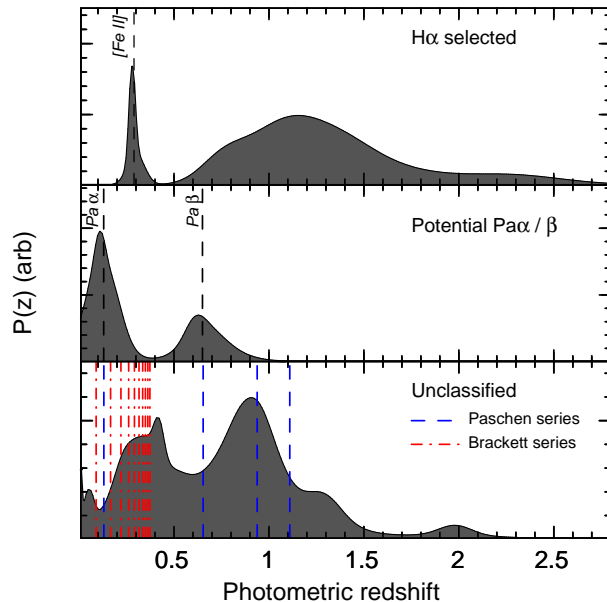 Hα selected
[Fe II]
Potential Paα / β
Pa α
Pa β
P(z) (arb)
Unclassified
Paschen series
Brackett series
0.5 1 1.5 2 2.5
Photometric redshift